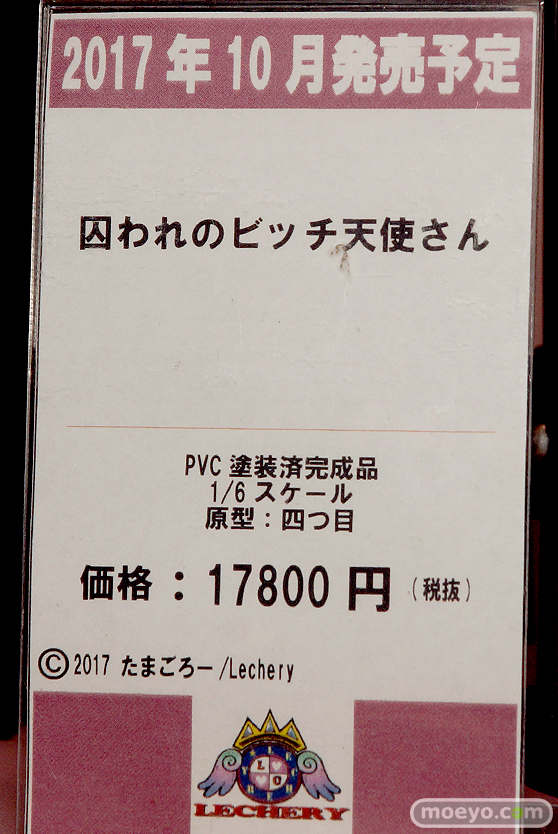 2017年10月発売予定
囚われのビッチ天使さん
PVC 塗装済完成品
1/6 スケール
原型：四つ目
価格：17800円（税抜）
©2017 たまごろー/Lechery
LECHERY
moeyo.com